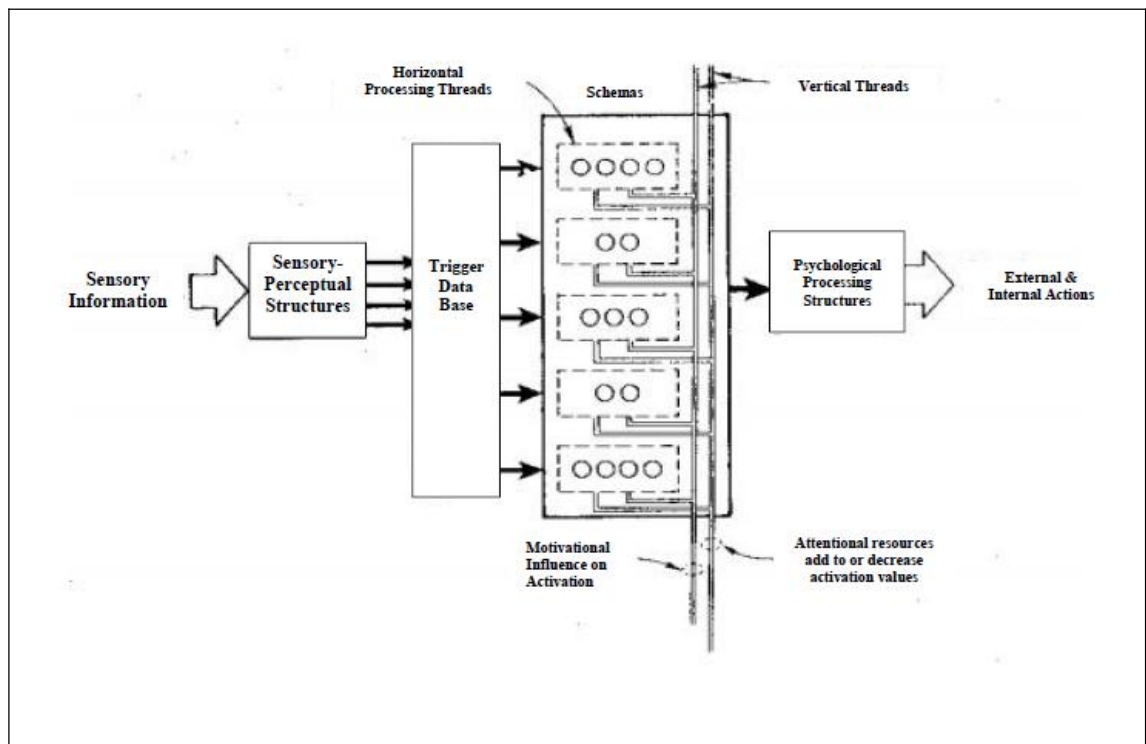 Horizontal
Processing Threads
Schemas
Vertical Threads
Sensory
Information
Sensory-
Perceptual
Structures
Trigger
Data
Base
Psychological
Processing
Structures
External &
Internal Actions
Motivational
Influence on
Activation
Attentional resources
add to or decrease
activation values